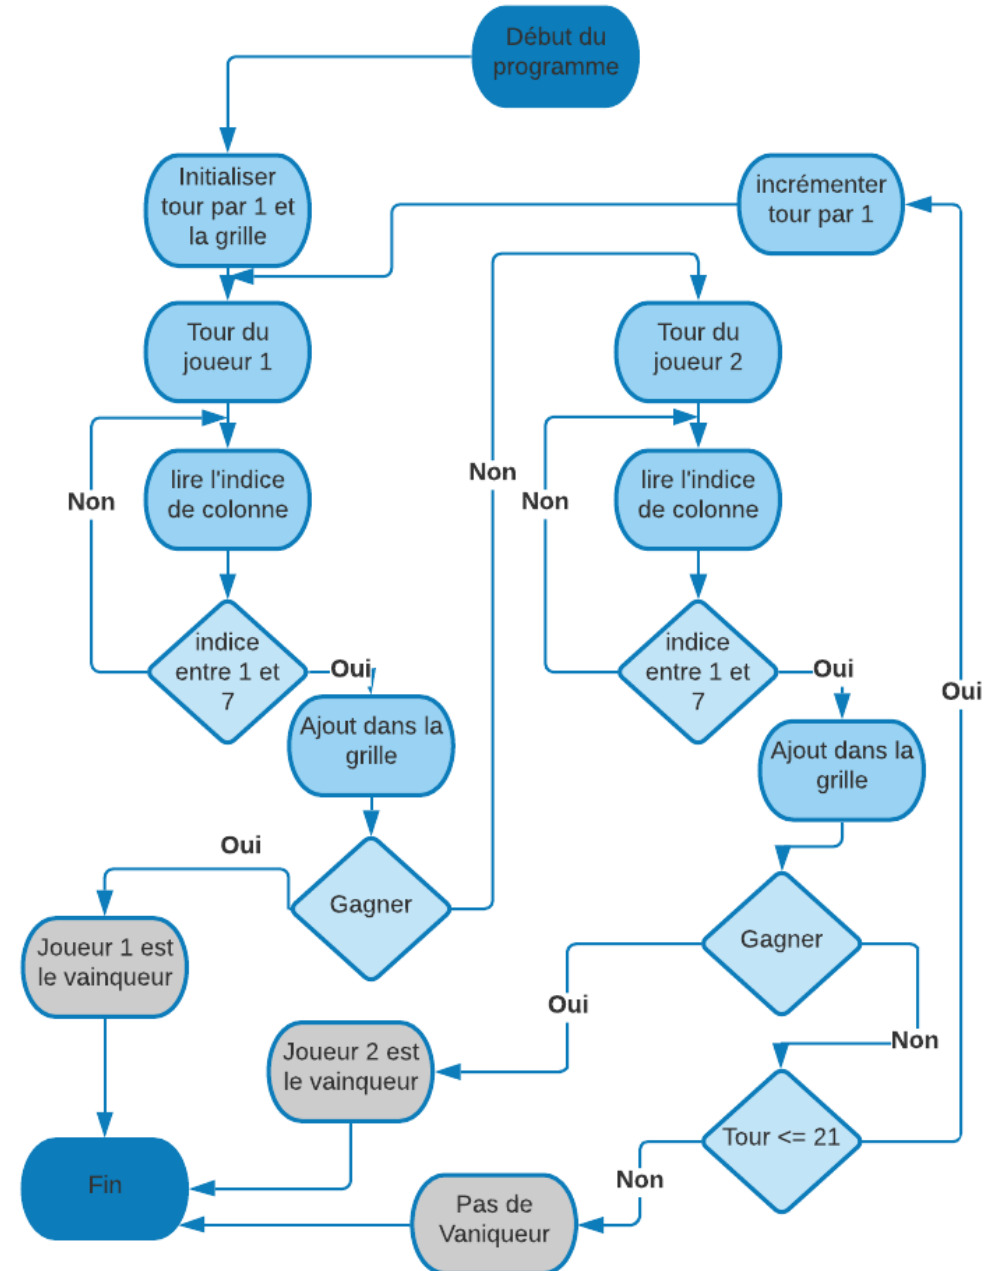 Début du
programme
Initialiser
tour par 1 et
la grille
incrémenter
tour par 1
Tour du
joueur 1
Tour du
joueur 2
Non
lire l'indice
de colonne
Non
Non
lire l'indice
de colonne
indice
entre 1 et
7
Oui
indice
entre 1 et
7
Oui
Oui
Ajout dans la
grille
Ajout dans la
grille
Oui
Gagner
Gagner
Joueur 1 est
le vainqueur
Oui
Non
Joueur 2 est
le vainqueur
Tour <= 21
Non
Fin
Pas de
Vaniqueur